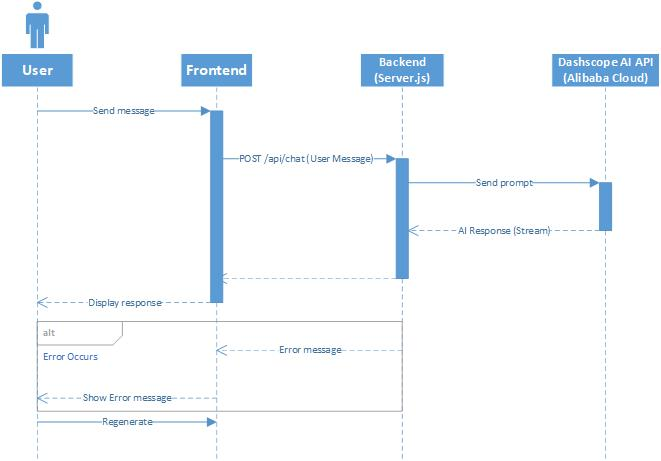 User
Frontend
Backend
(Server.js)
Dashscope AI API
(Alibaba Cloud)
Send message
POST /api/chat (User Message)
Send prompt
AI Response (Stream)
Display response
alt
Error Occurs
Error message
Show Error message
Regenerate